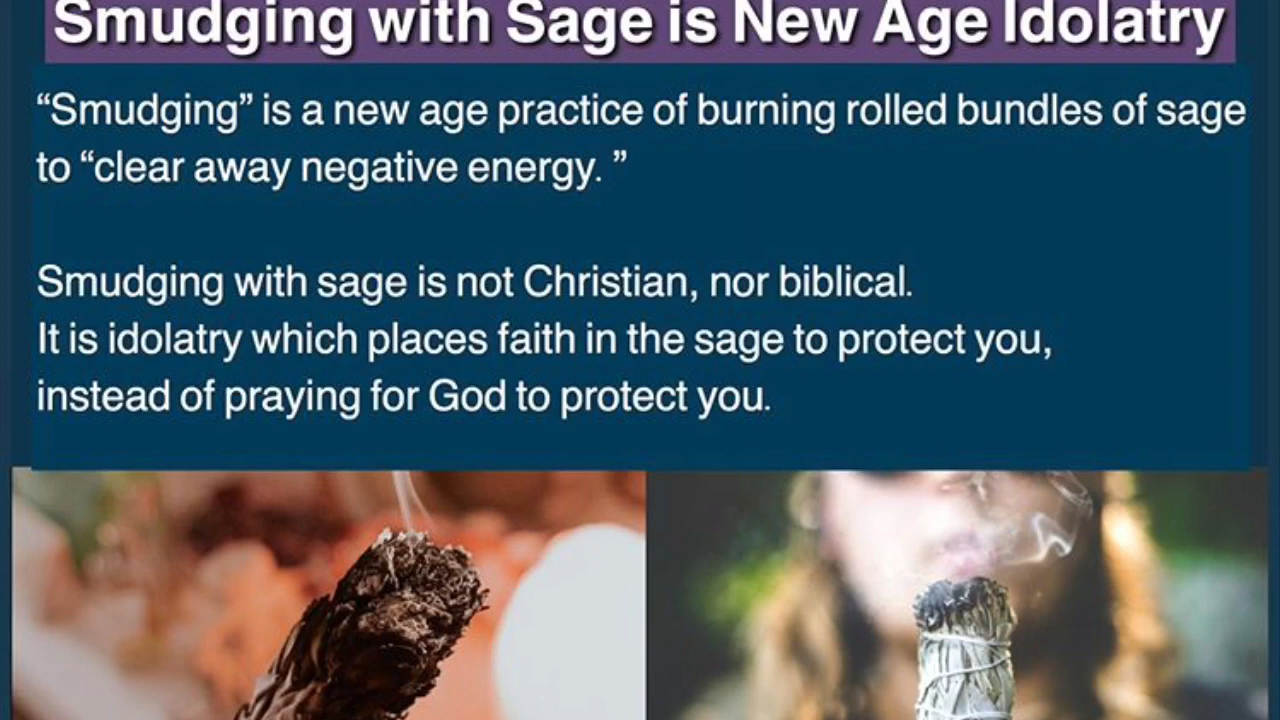 Smudging with Sage is New Age Idolatry
“Smudging” is a new age practice of burning rolled bundles of sage
to “clear away negative energy. ”
Smudging with sage is not Christian, nor biblical.
It is idolatry which places faith in the sage to protect you,
instead of praying for God to protect you.